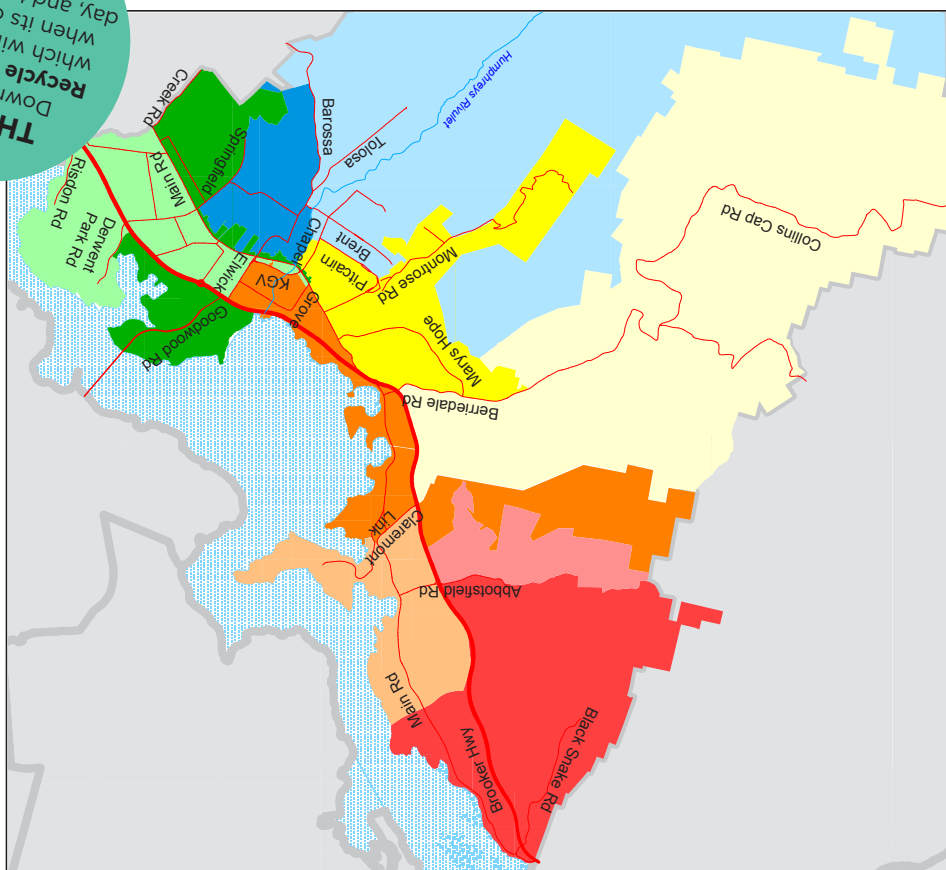 Black Snake Rd
Brooker Hwy
Main Rd
Abbotsfield Rd
Claremont
Link
Berriedale Rd
Marys Hope
Goodwood Rd
Grove
KGV
Elwick
Montrose Rd
Pitcairn
Brent
Chapel
Collins Cap Rd
Derwent
Park Rd
Risdon Rd
Main Rd
Springfield
Tolosa
Barossa
Creek Rd
Humphreys Rivulet
TH
Down
Recycle
which wil
when its
day, and